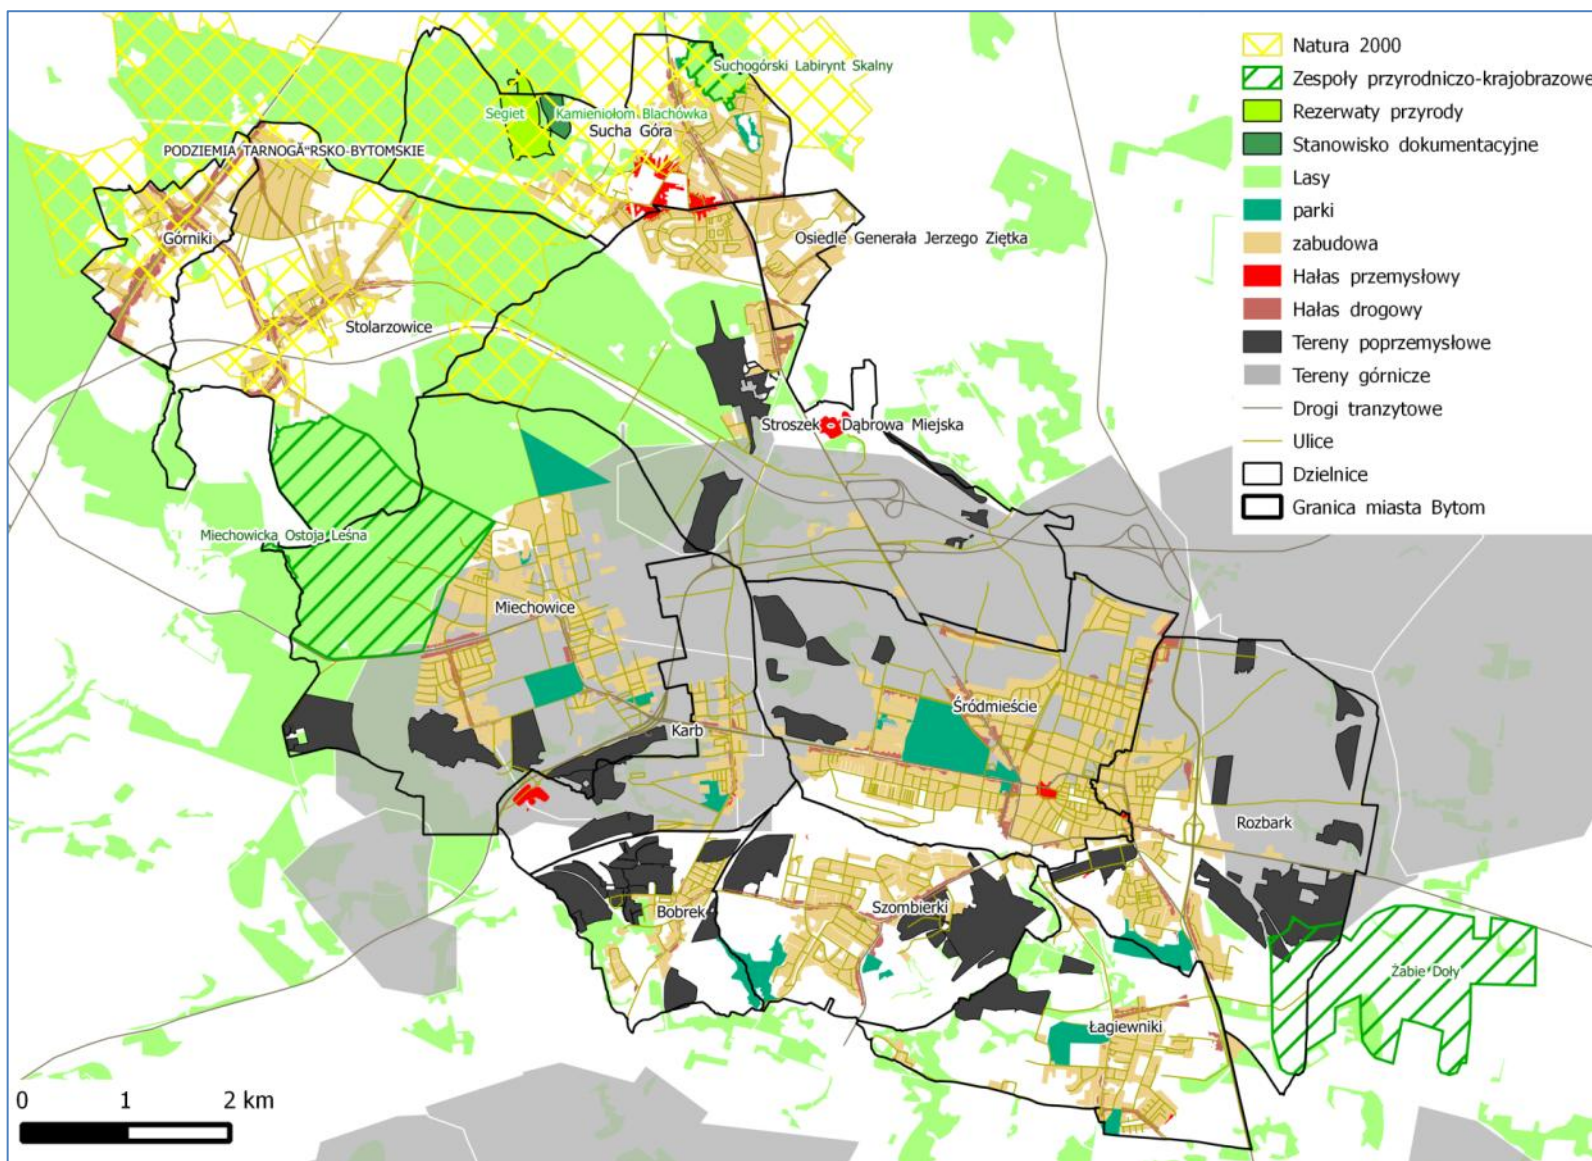 Natura 2000
Zespoły przyrodniczo-krajobrazowe
Rezerwaty przyrody
Stanowisko dokumentacyjne
Lasy
parki
zabudowa
Hałas przemysłowy
Hałas drogowy
Tereny poprzemysłowe
Tereny górnicze
Drogi tranzytowe
Ulice
Dzielnice
Granica miasta Bytom
Suchogórski Labirynt Skalny
Segiet
Kamieniołom Blachówka
Sucha Góra
PODZIEMIA TARNOGĂ“RSKO-BYTOMSKIE
Górniki
Osiedle Generała Jerzego Ziętka
Stolarzowice
Stroszek - Dąbrowa Miejska
Miechowicka Ostoja Leśna
Miechowice
Śródmieście
Karb
Rozbark
Bobrek
Szombierki
Żabie Doły
Łagiewniki
0 1 2 km